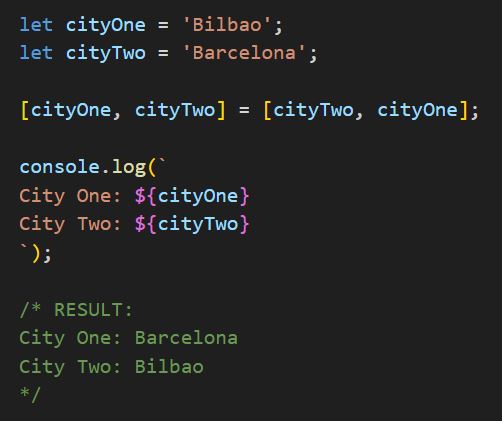 let cityOne = 'Bilbao';
let cityTwo = 'Barcelona';
[cityOne, cityTwo] = [cityTwo, cityOne];
console.log(`
City One: ${cityOne}
City Two: ${cityTwo}
`);
/* RESULT:
City One: Barcelona
City Two: Bilbao
*/